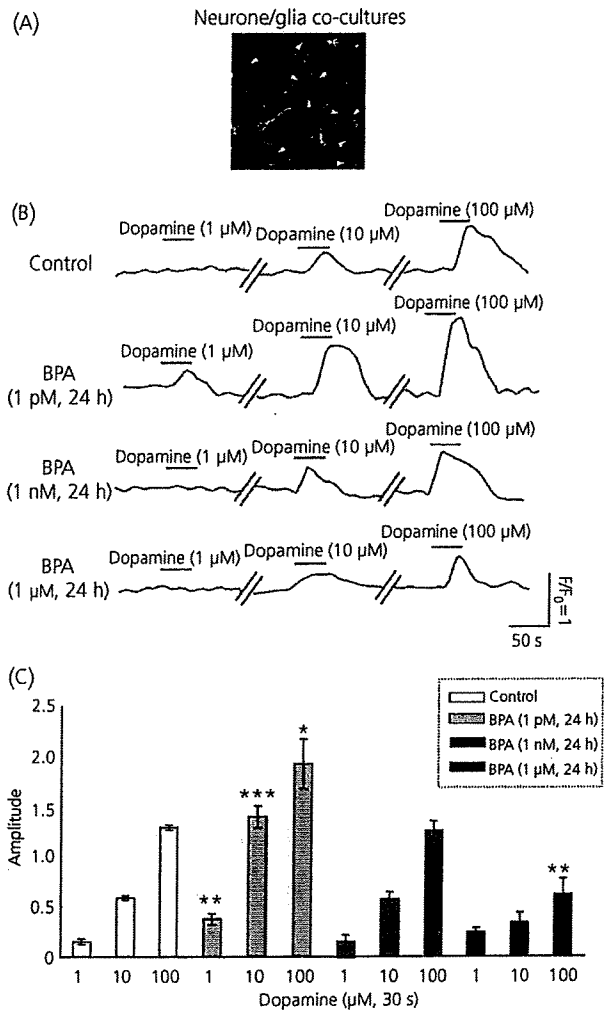 (A)
Neurone/glia co-cultures
(B)
Dopamine (1 µM) Dopamine (10 µM) Dopamine (100 µM)
Control
Dopamine (1 µM) Dopamine (10 µM) Dopamine (100 µM)
BPA
(1 pM, 24 h)
Dopamine (1 µM) Dopamine (10 µM) Dopamine (100 µM)
BPA
(1 nM, 24 h)
Dopamine (1 µM) Dopamine (10 µM) Dopamine (100 µM)
BPA
(1 µM, 24 h)
F/F0=1
50 s
(C)
Control
BPA (1 pM, 24 h)
BPA (1 nM, 24 h)
BPA (1 µM, 24 h)
2.5
2.0
1.5
1.0
0.5
0
Amplitude
** *** * **
1 10 100 1 10 100 1 10 100 1 10 100
Dopamine (µM, 30 s)